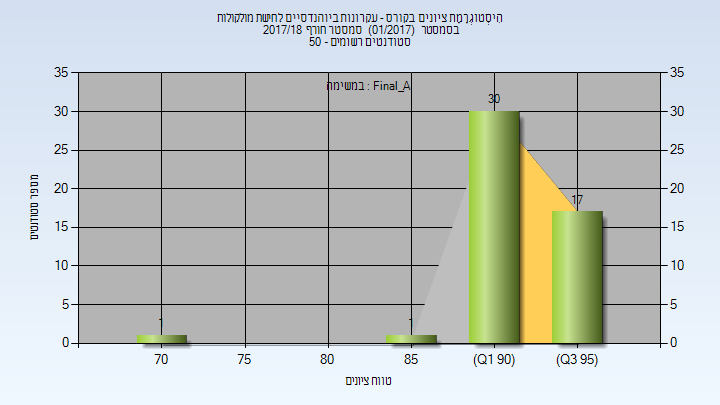 הִיסטוגרָמַת ציונים בקורס - עקרונות ביוהנדסיים לחישת מולקולות
בסמסטר (01/2017) סמסטר חורף 2017/18
סטודנטים רשומים - 50
במשימה : Final_A
מספר סטודנטים
35 35
30 30
25 25
20 20
15 15
10 10
5 5
0 0
1 1 30 17
70 75 80 85 (Q1 90) (Q3 95)
טווח ציונים